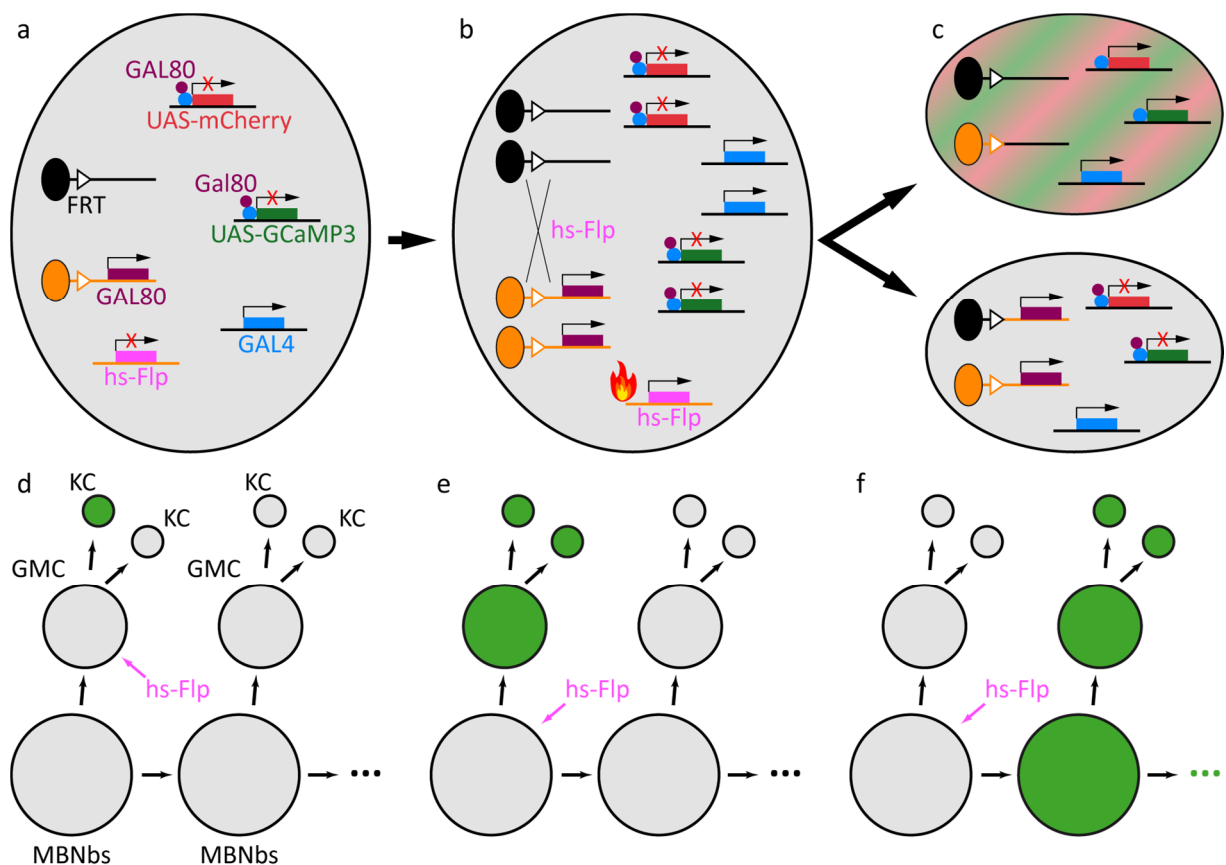 a
GAL80
UAS-mCherry
FRT
Gal80
UAS-GCaMP3
GAL80
hs-Flp
GAL4
b
hs-Flp
hs-Flp
c
d
KC
KC
GMC
KC
KC
GMC
hs-Flp
MBNbs
MBNbs
...
e
hs-Flp
...
f
hs-Flp
...